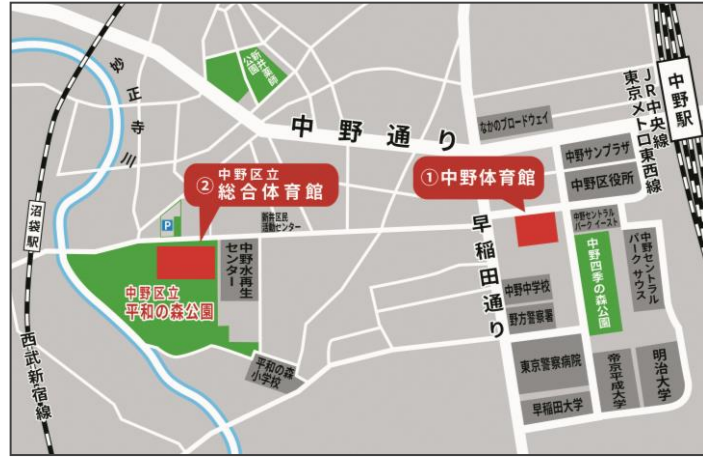 妙正寺川
新井薬師
公園
中野通り
なかのブロードウェイ
JR中央線
東京メトロ東西線
中野駅
中野サンプラザ
中野区役所
② 中野区立
総合体育館
①中野体育館
沼袋駅
P
新井区民
活動センター
中野水再生
センター
早稲田通り
中野セントラル
パーク イースト
中野四季の森公園
中野セントラル
パーク サウス
中野区立
平和の森公園
中野中学校
野方警察署
西武新宿線
平和の森
小学校
東京警察病院
早稲田大学
帝京平成大学
明治大学